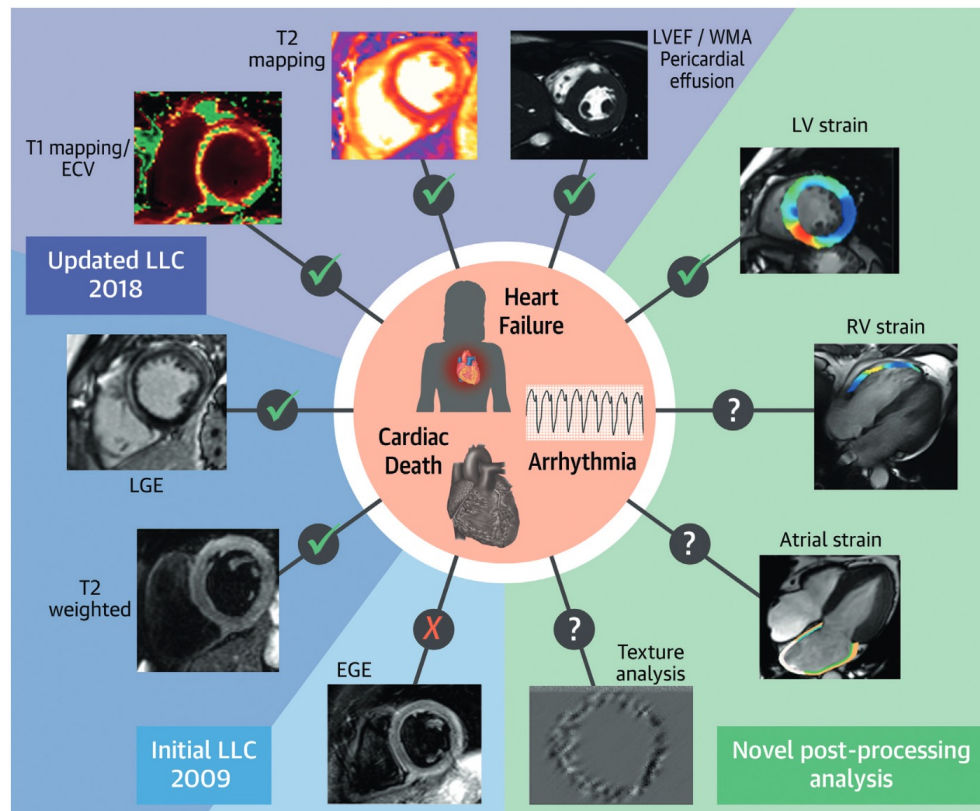 T2
mapping
LVEF / WMA
Pericardial
effusion
T1 mapping/
ECV
LV strain
Updated LLC
2018
Heart
Failure
RV strain
LGE
Cardiac
Death
Arrhythmia
?
T2
weighted
?
Atrial strain
X
?
EGE
Texture
analysis
Initial LLC
2009
Novel post-processing
analysis